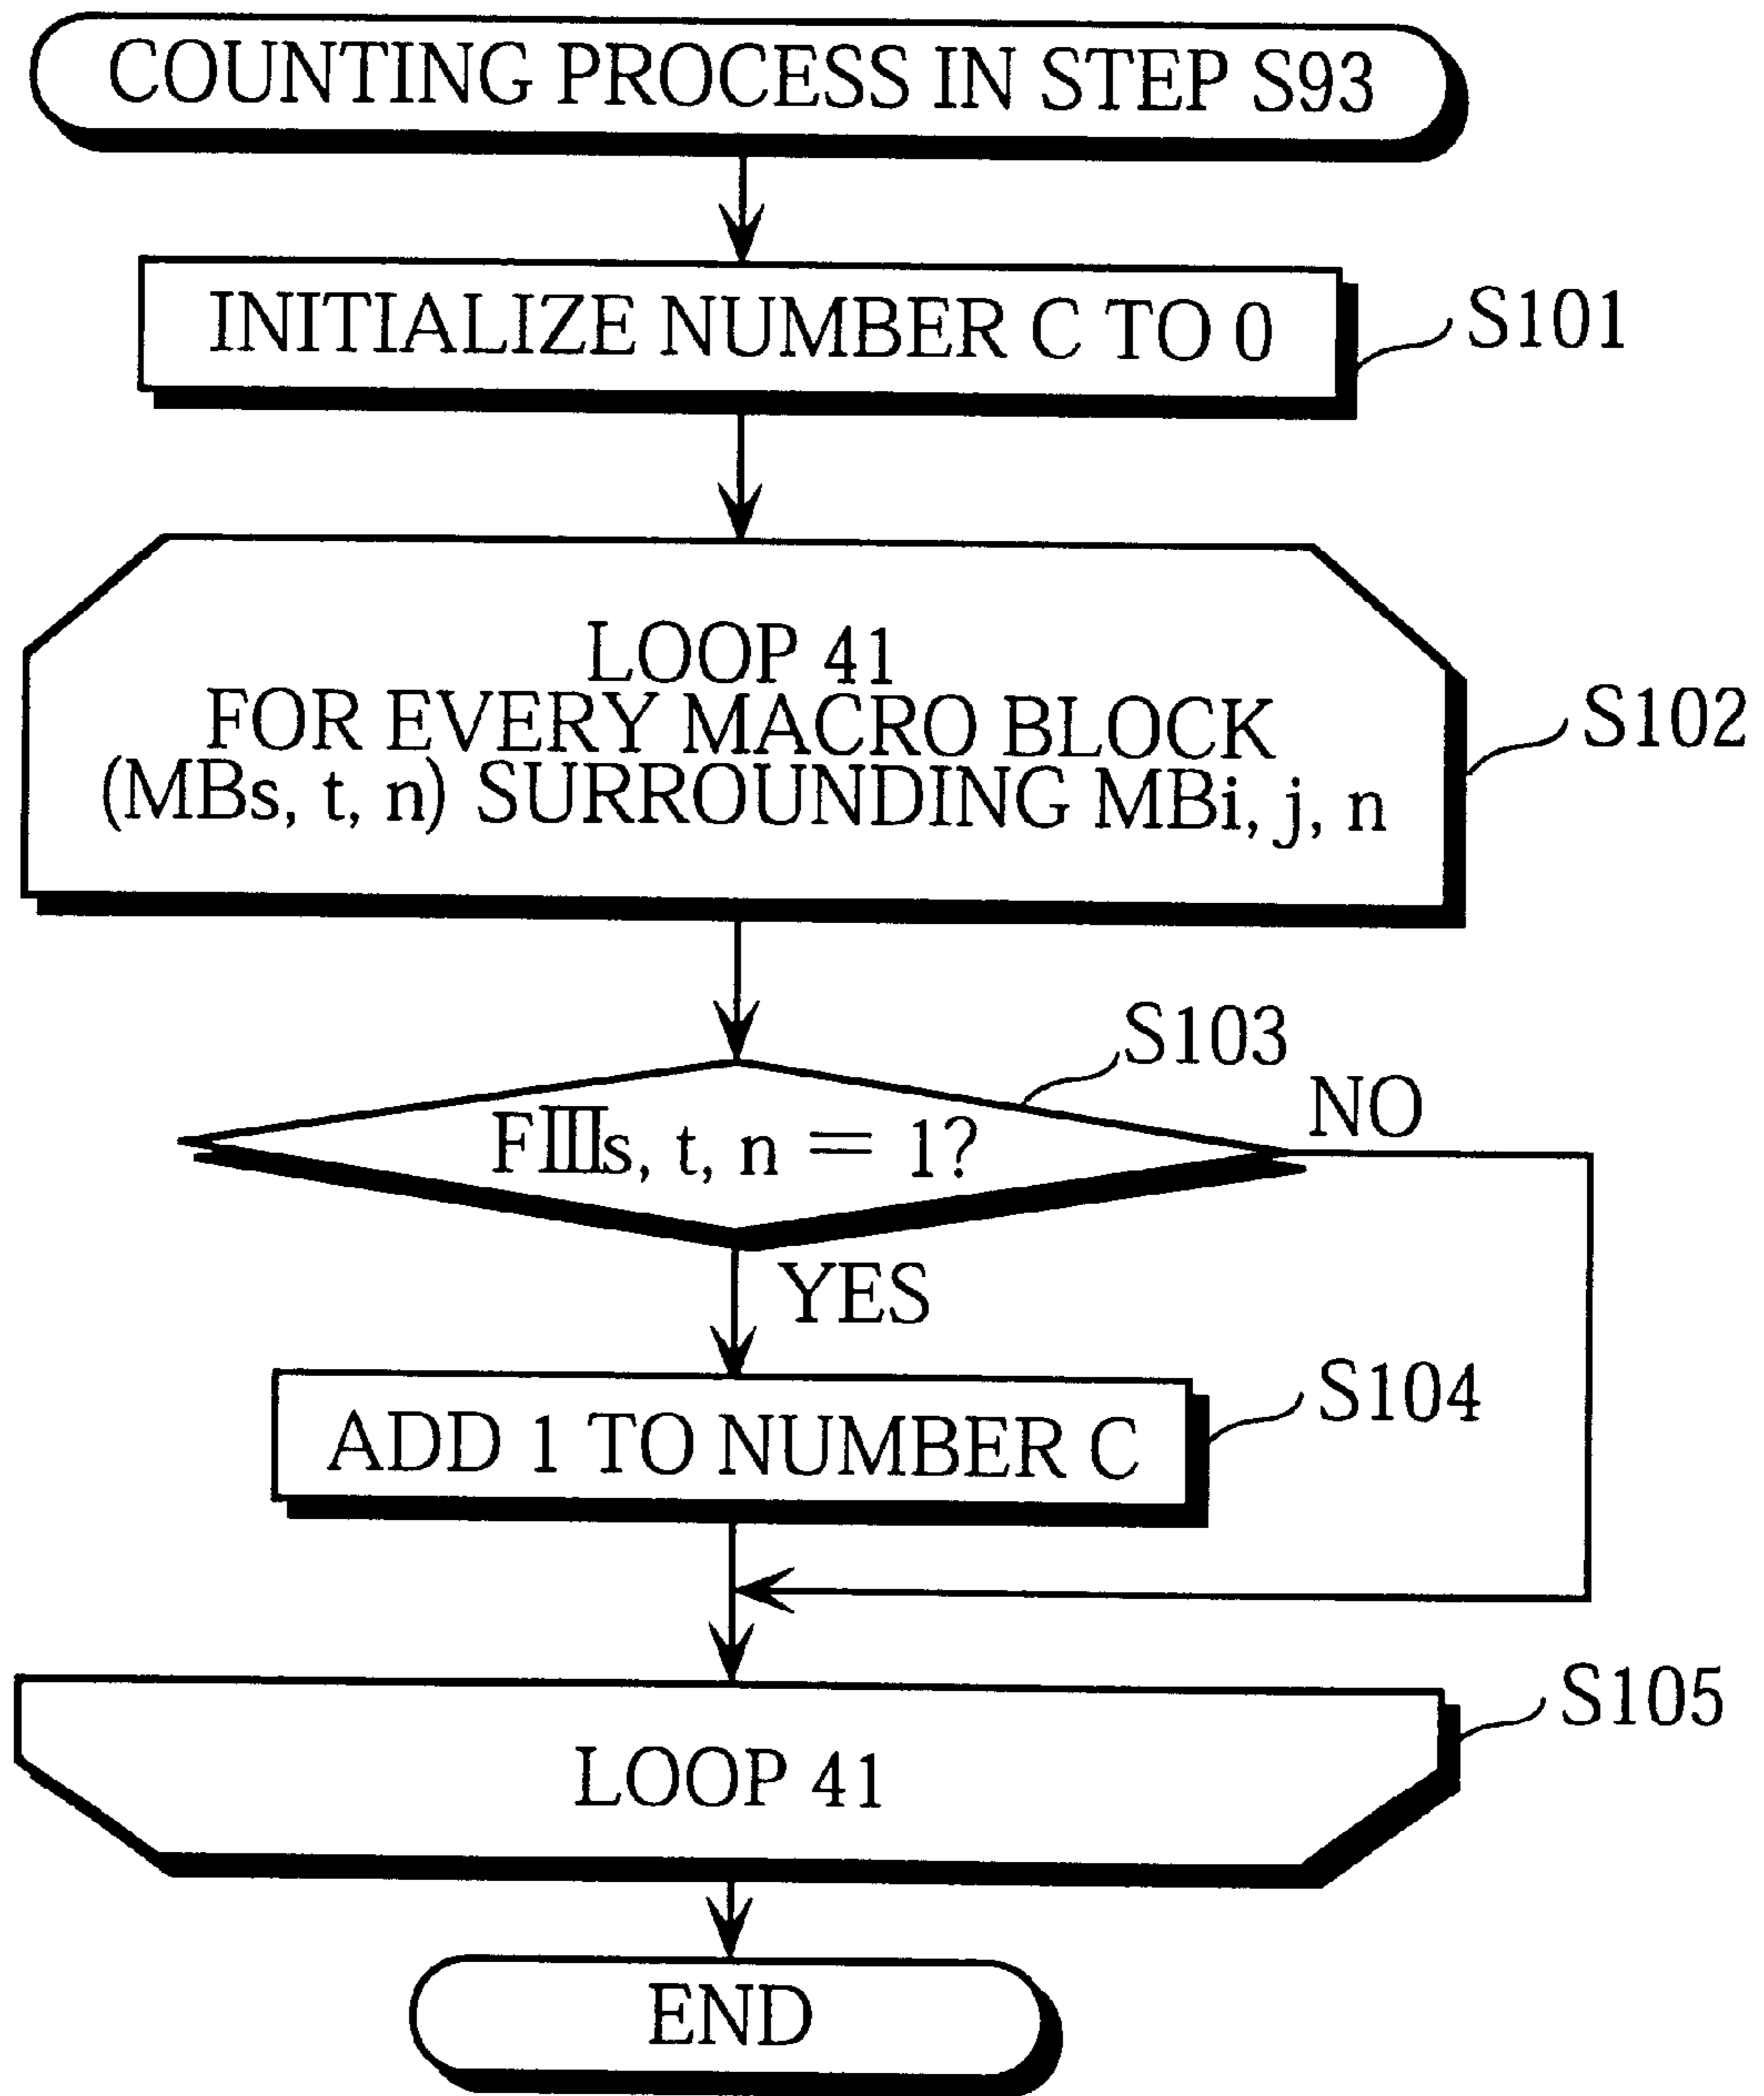 COUNTING PROCESS IN STEP S93
INITIALIZE NUMBER C TO 0
S101
LOOP 41
FOR EVERY MACRO BLOCK
(MBs, t, n) SURROUNDING MBi, j, n
S102
S103
FⅢs, t, n = 1?
NO
YES
ADD 1 TO NUMBER C
S104
LOOP 41
S105
END